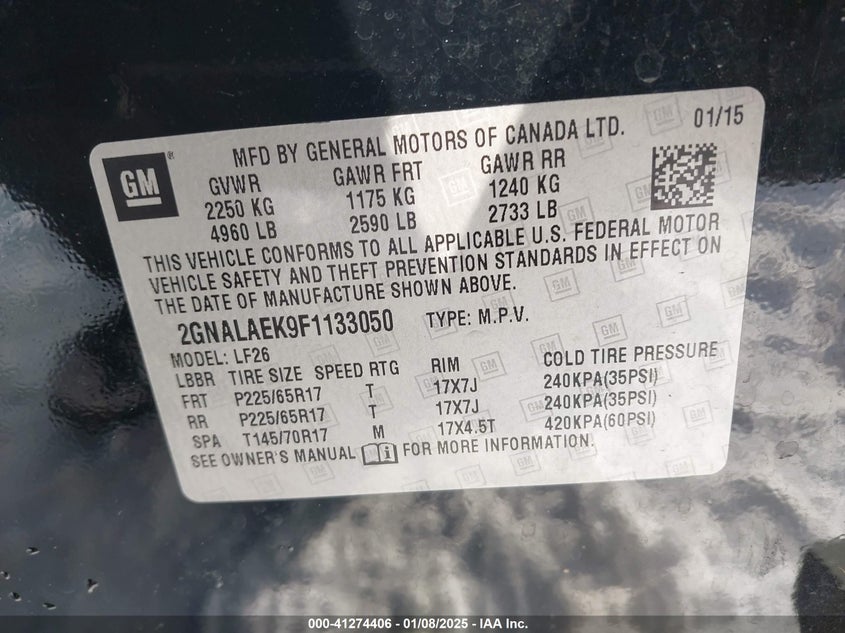 GM
MFD BY GENERAL MOTORS OF CANADA LTD. 01/15
GVWR GAWR FRT GAWR RR
2250 KG 1175 KG 1240 KG
4960 LB 2590 LB 2733 LB
THIS VEHICLE CONFORMS TO ALL APPLICABLE U.S. FEDERAL MOTOR
VEHICLE SAFETY AND THEFT PREVENTION STANDARDS IN EFFECT ON
THE DATE OF MANUFACTURE SHOWN ABOVE.
2GNALAEK9F1133050 TYPE: M.P.V.
MODEL: LF26
LBBR TIRE SIZE SPEED RTG RIM COLD TIRE PRESSURE
FRT P225/65R17 T 17X7J 240KPA(35PSI)
RR P225/65R17 T 17X7J 240KPA(35PSI)
SPA T145/70R17 M 17X4.5T 420KPA(60PSI)
SEE OWNER'S MANUAL FOR MORE INFORMATION.
000-41274406 — 01/08/2025 — IAA Inc.